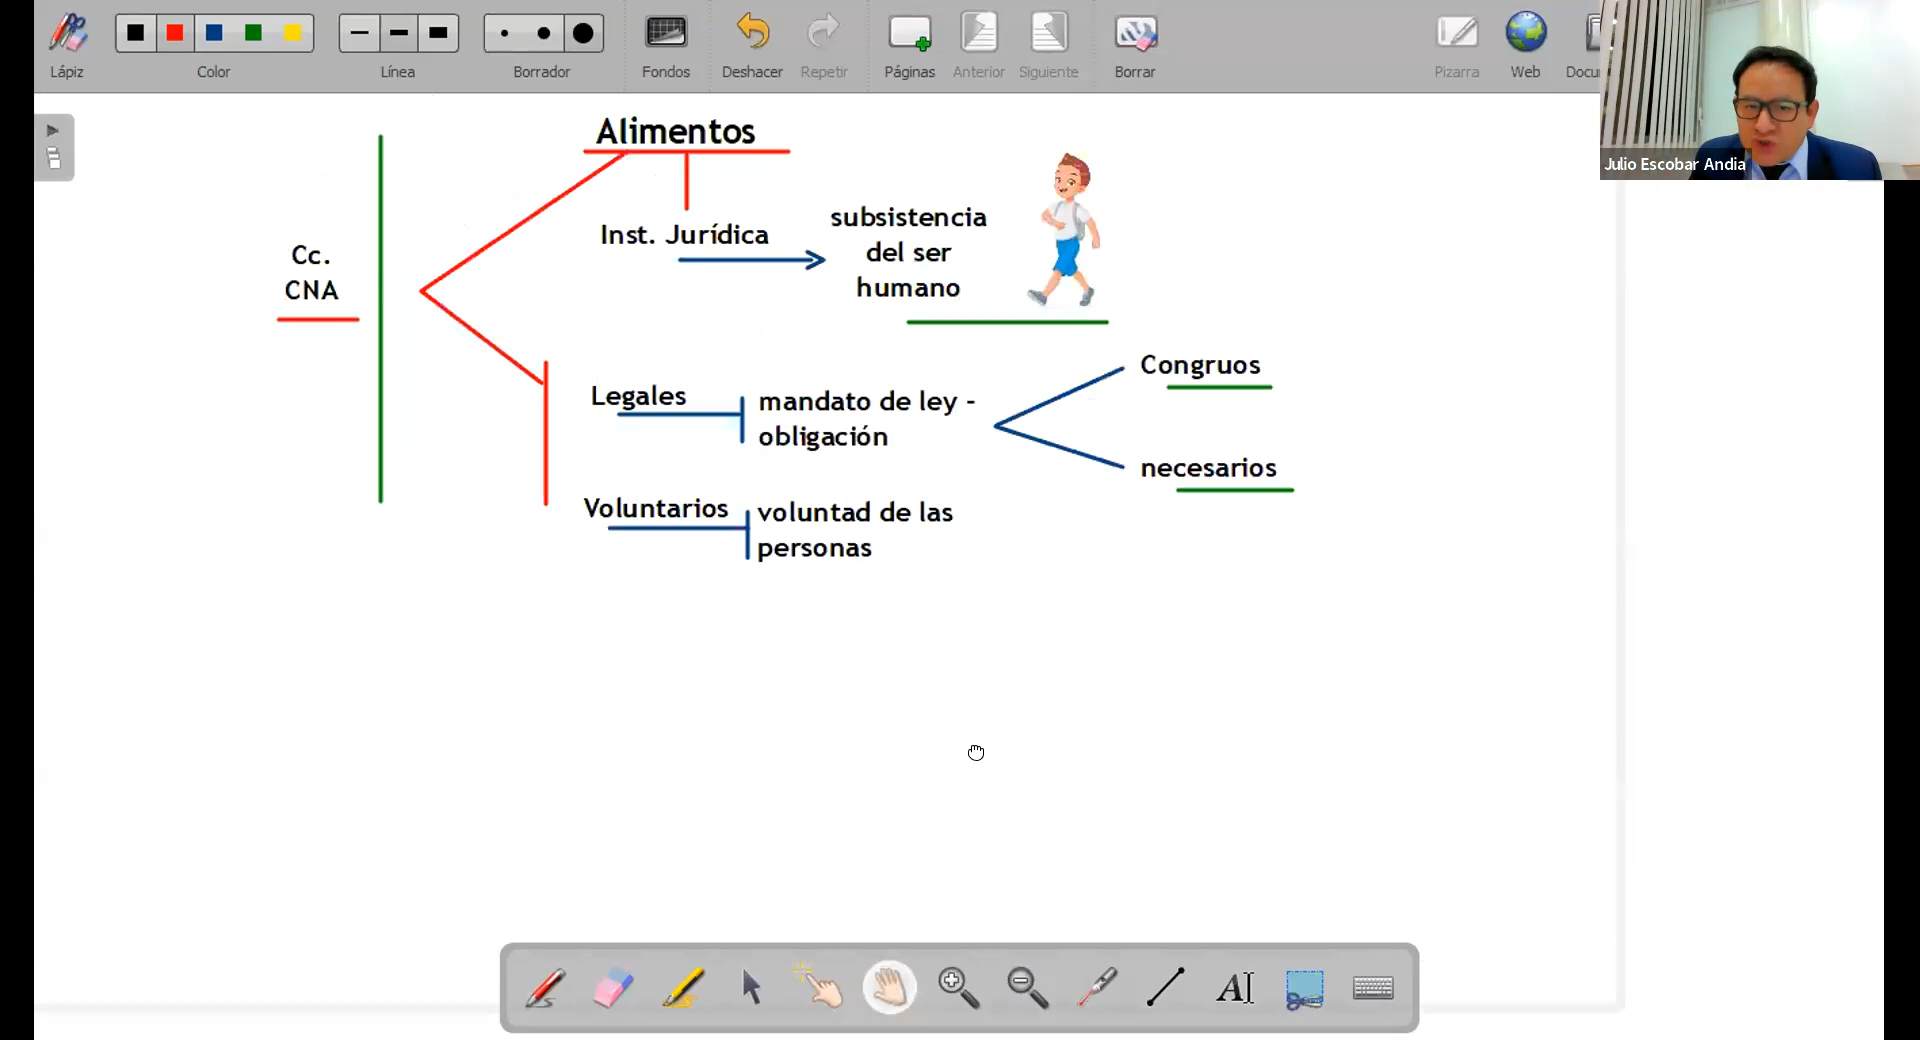 Lápiz
Color
Línea
Borrador
Fondos
Deshacer
Repetir
Páginas
Anterior
Siguiente
Borrar
Pizarra
Web
Julio Escobar Andia
Alimentos
Cc.
CNA
Inst. Jurídica
subsistencia
del ser
humano
Legales
mandato de ley -
obligación
Congruos
necesarios
Voluntarios
voluntad de las
personas